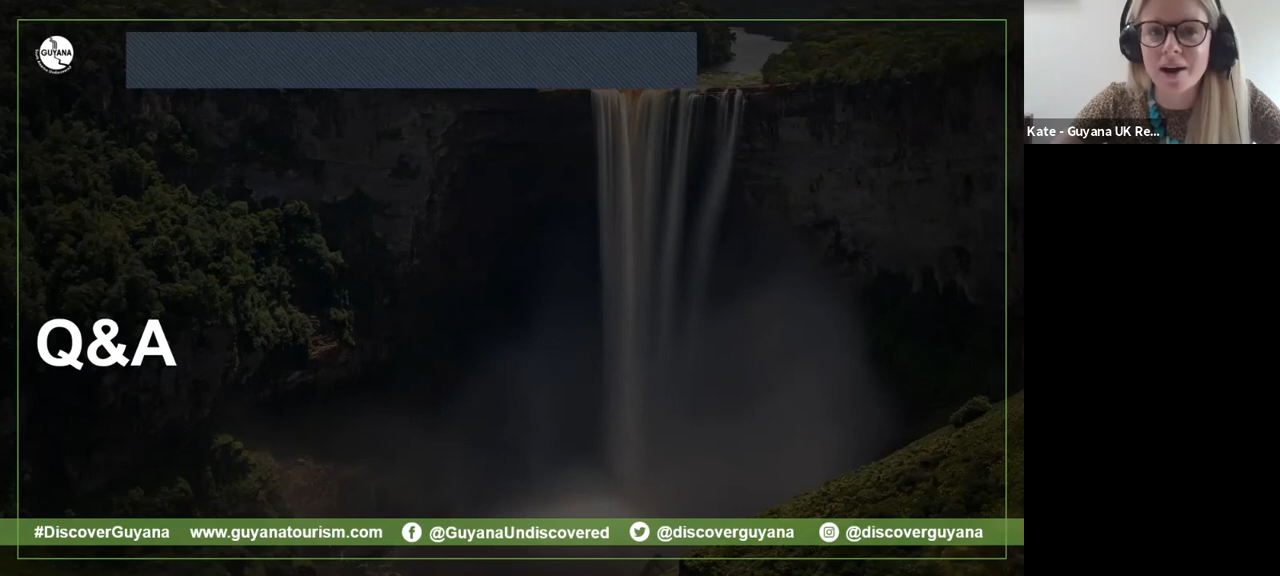 GUYANA
Q&A
#DiscoverGuyana www.guyanatourism.com @GuyanaUndiscovered @discoverguyana @discoverguyana
Kate - Guyana UK Re...